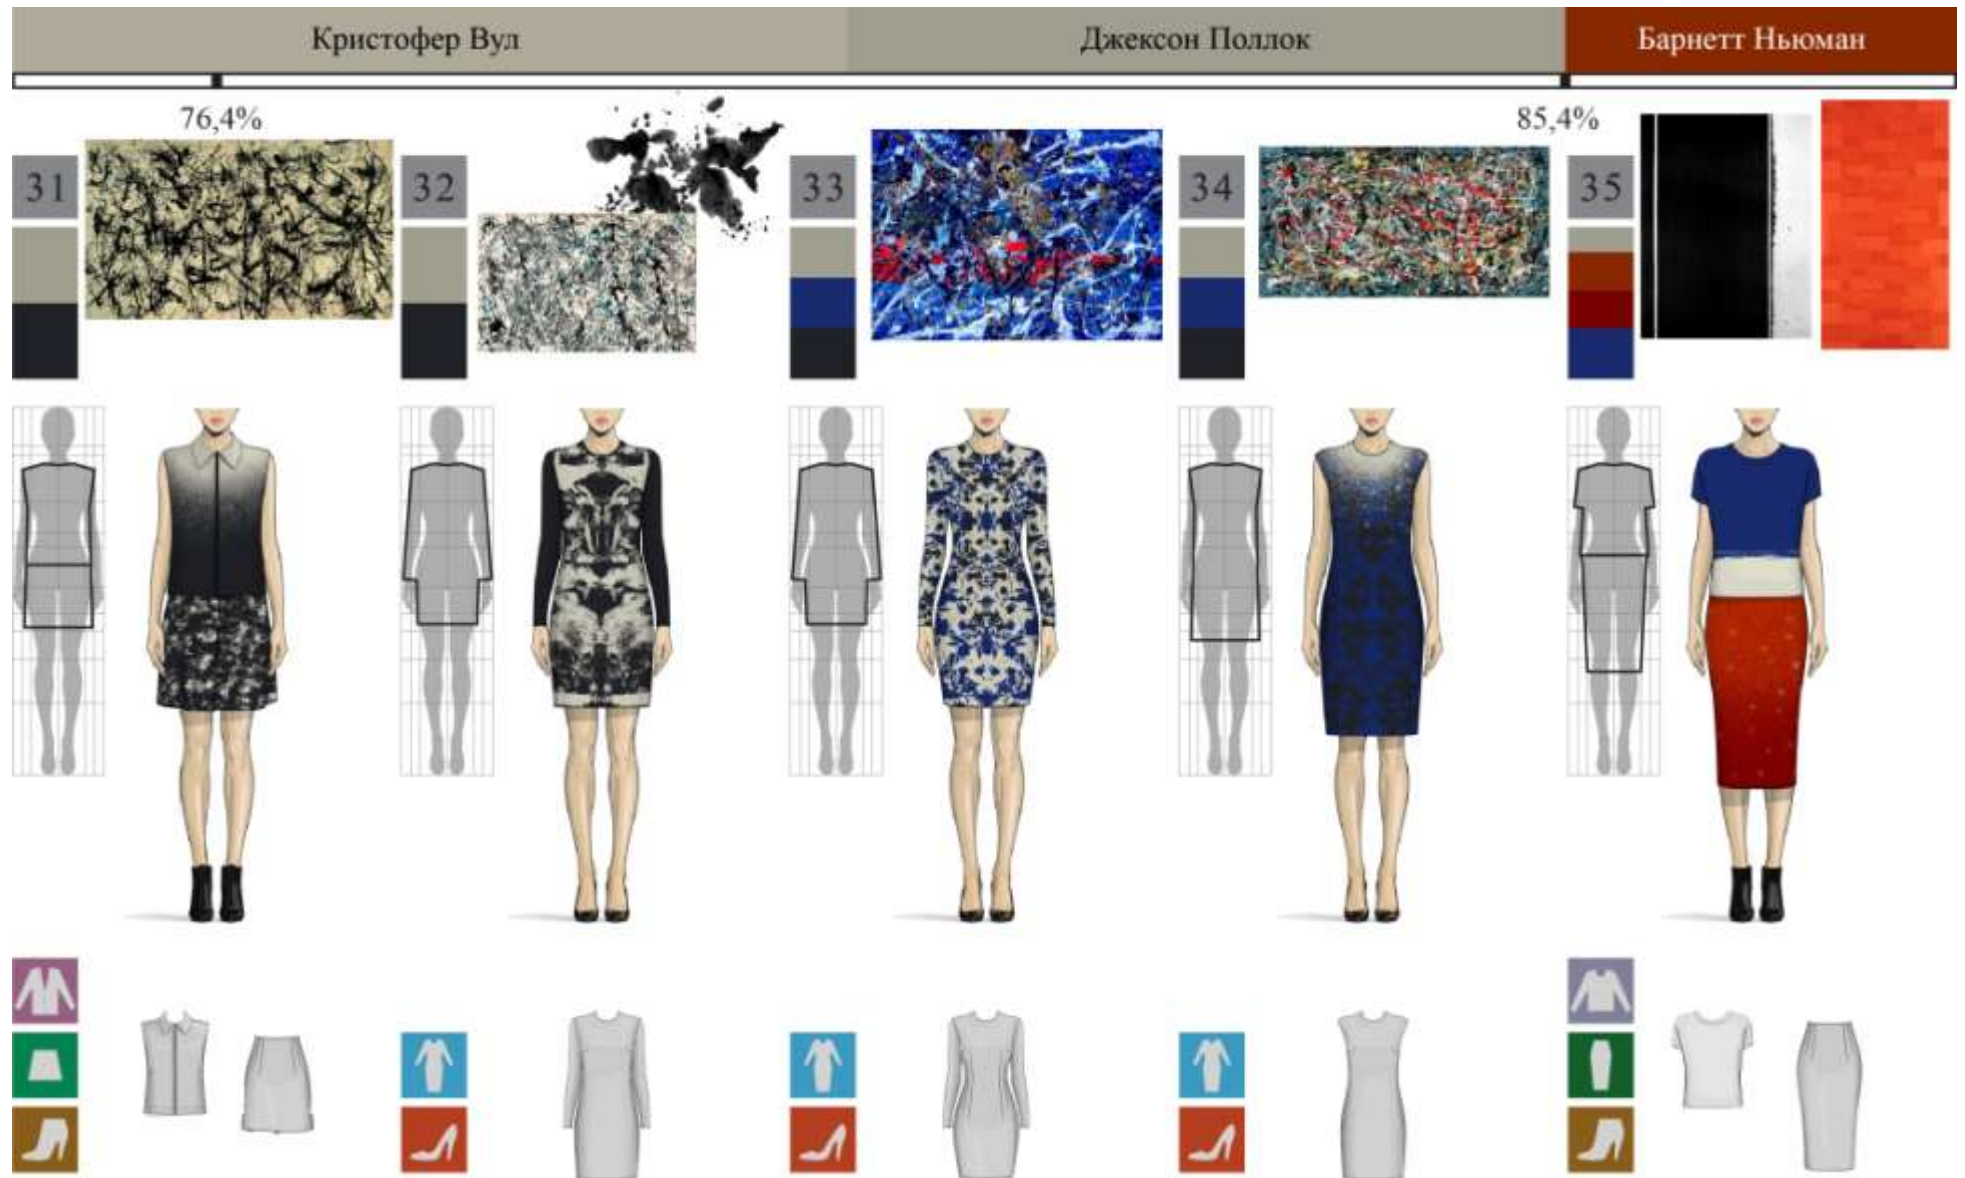 Кристофер Вул
Джексон Поллок
Барнетт Ньюман
76,4%
85,4%
31
32
33
34
35